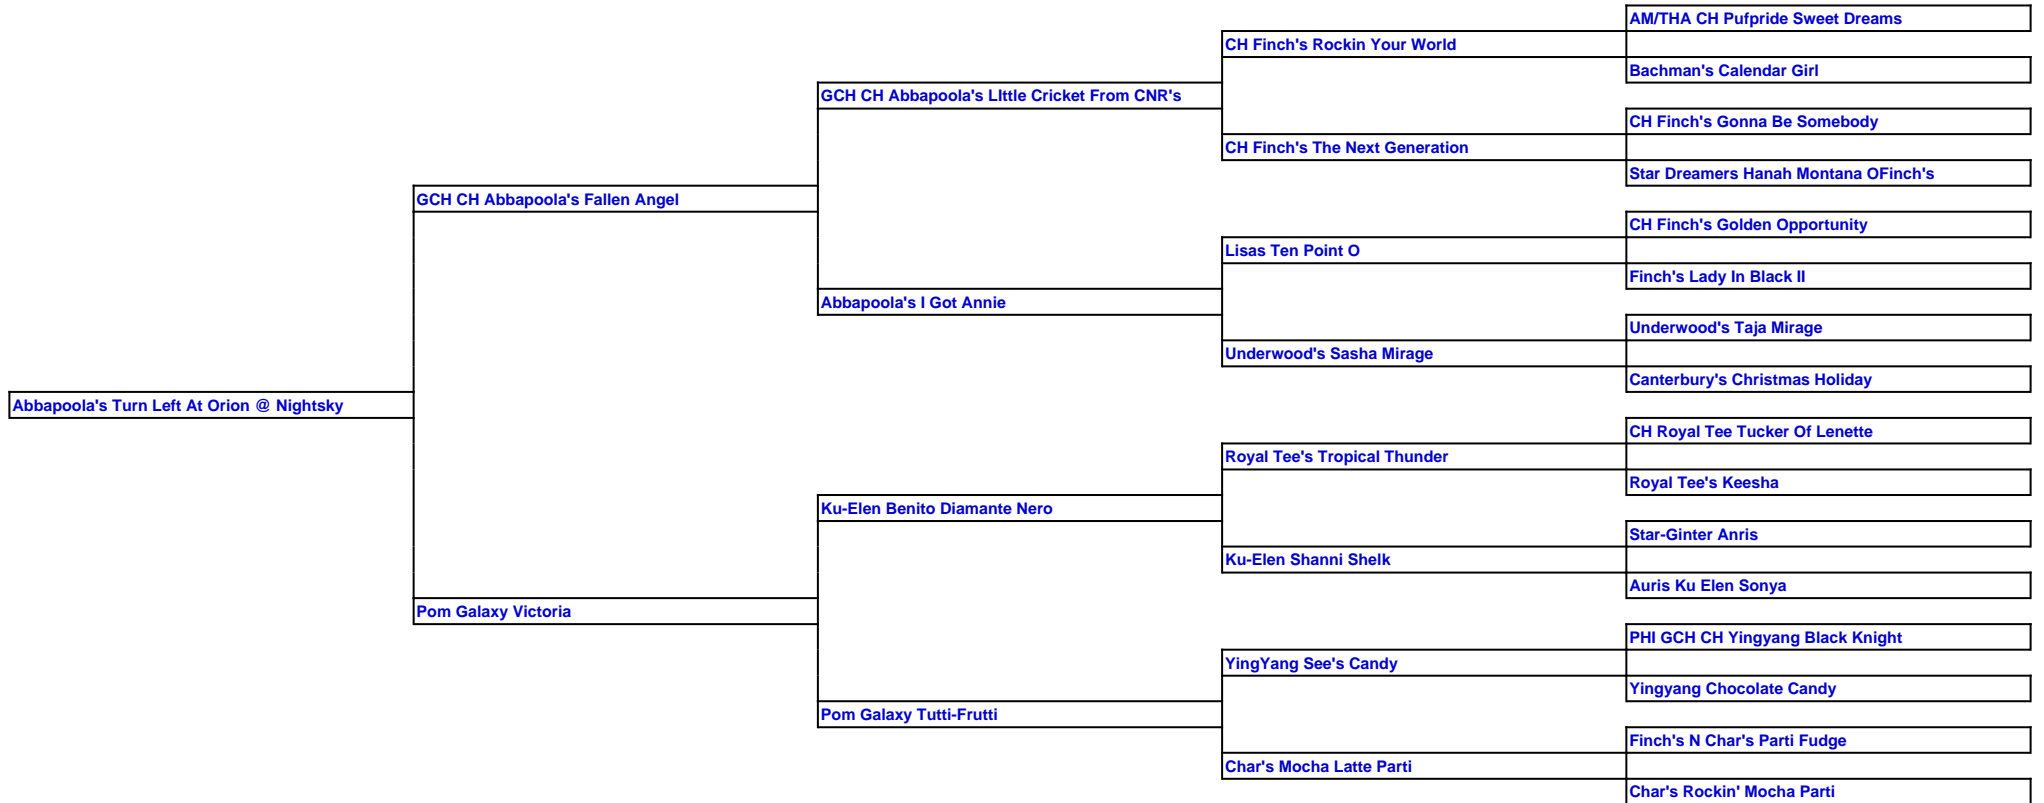 AM/THA CH Pufpride Sweet Dreams
CH Finch's Rockin Your World
Bachman's Calendar Girl
GCH CH Abbapoola's LIttle Cricket From CNR's
CH Finch's Gonna Be Somebody
CH Finch's The Next Generation
Star Dreamers Hanah Montana OFinch's
GCH CH Abbapoola's Fallen Angel
CH Finch's Golden Opportunity
Lisas Ten Point O
Finch's Lady In Black II
Abbapoola's I Got Annie
Underwood's Taja Mirage
Underwood's Sasha Mirage
Canterbury's Christmas Holiday
Abbapoola's Turn Left At Orion @ Nightsky
CH Royal Tee Tucker Of Lenette
Royal Tee's Tropical Thunder
Royal Tee's Keesha
Ku-Elen Benito Diamante Nero
Star-Ginter Anris
Ku-Elen Shanni Shelk
Auris Ku Elen Sonya
Pom Galaxy Victoria
PHI GCH CH Yingyang Black Knight
YingYang See's Candy
Yingyang Chocolate Candy
Pom Galaxy Tutti-Frutti
Finch's N Char's Parti Fudge
Char's Mocha Latte Parti
Char's Rockin' Mocha Parti